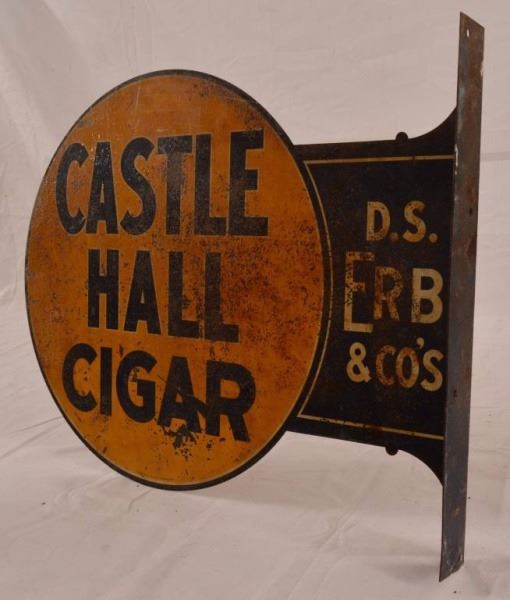 CASTLE
HALL
CIGAR
D.S.
ERB
& CO'S